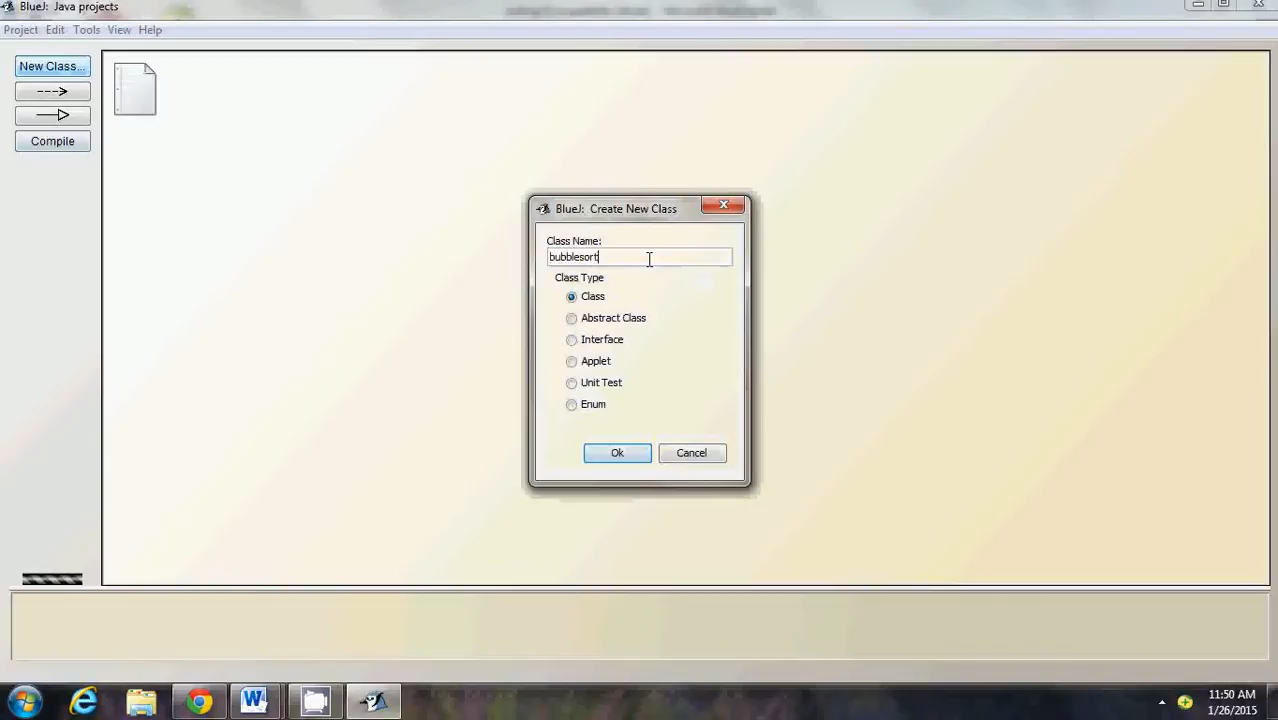 BlueJ: Java projects
Project Edit Tools View Help
New Class...
Compile
BlueJ: Create New Class
Class Name:
bubblesort
Class Type
Class
Abstract Class
Interface
Applet
Unit Test
Enum
Ok Cancel
11:50 AM
1/26/2015